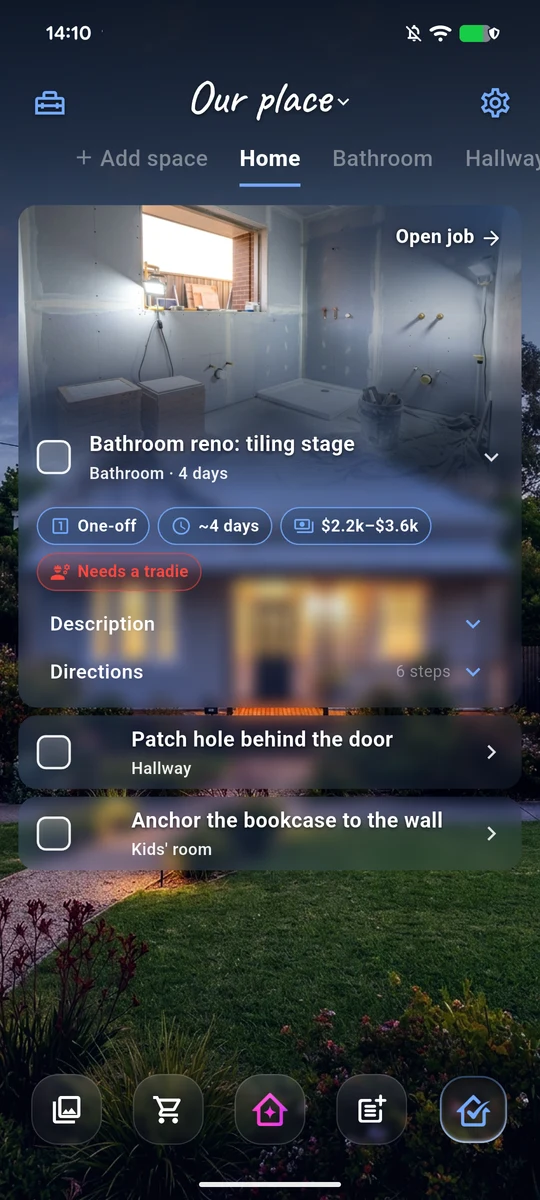 14:10
Our place
+ Add space
Home
Bathroom
Hallway
Open job →
Bathroom reno: tiling stage
Bathroom · 4 days
1 One-off
~4 days
$2.2k–$3.6k
Needs a tradie
Description
Directions
6 steps
Patch hole behind the door
Hallway
Anchor the bookcase to the wall
Kids' room